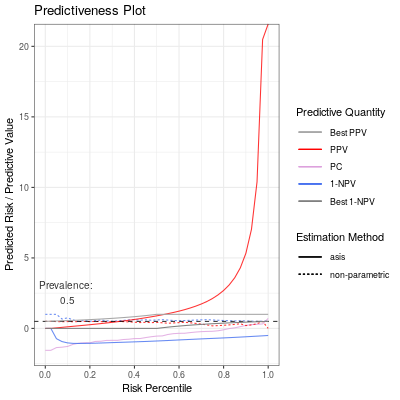 Predictiveness Plot
Predicted Risk / Predictive Value
20
15
10
5
0
Prevalence:
0.5
0.0
0.2
0.4
0.6
0.8
1.0
Risk Percentile
Predictive Quantity
Best PPV
PPV
PC
1-NPV
Best 1-NPV
Estimation Method
asis
non-parametric